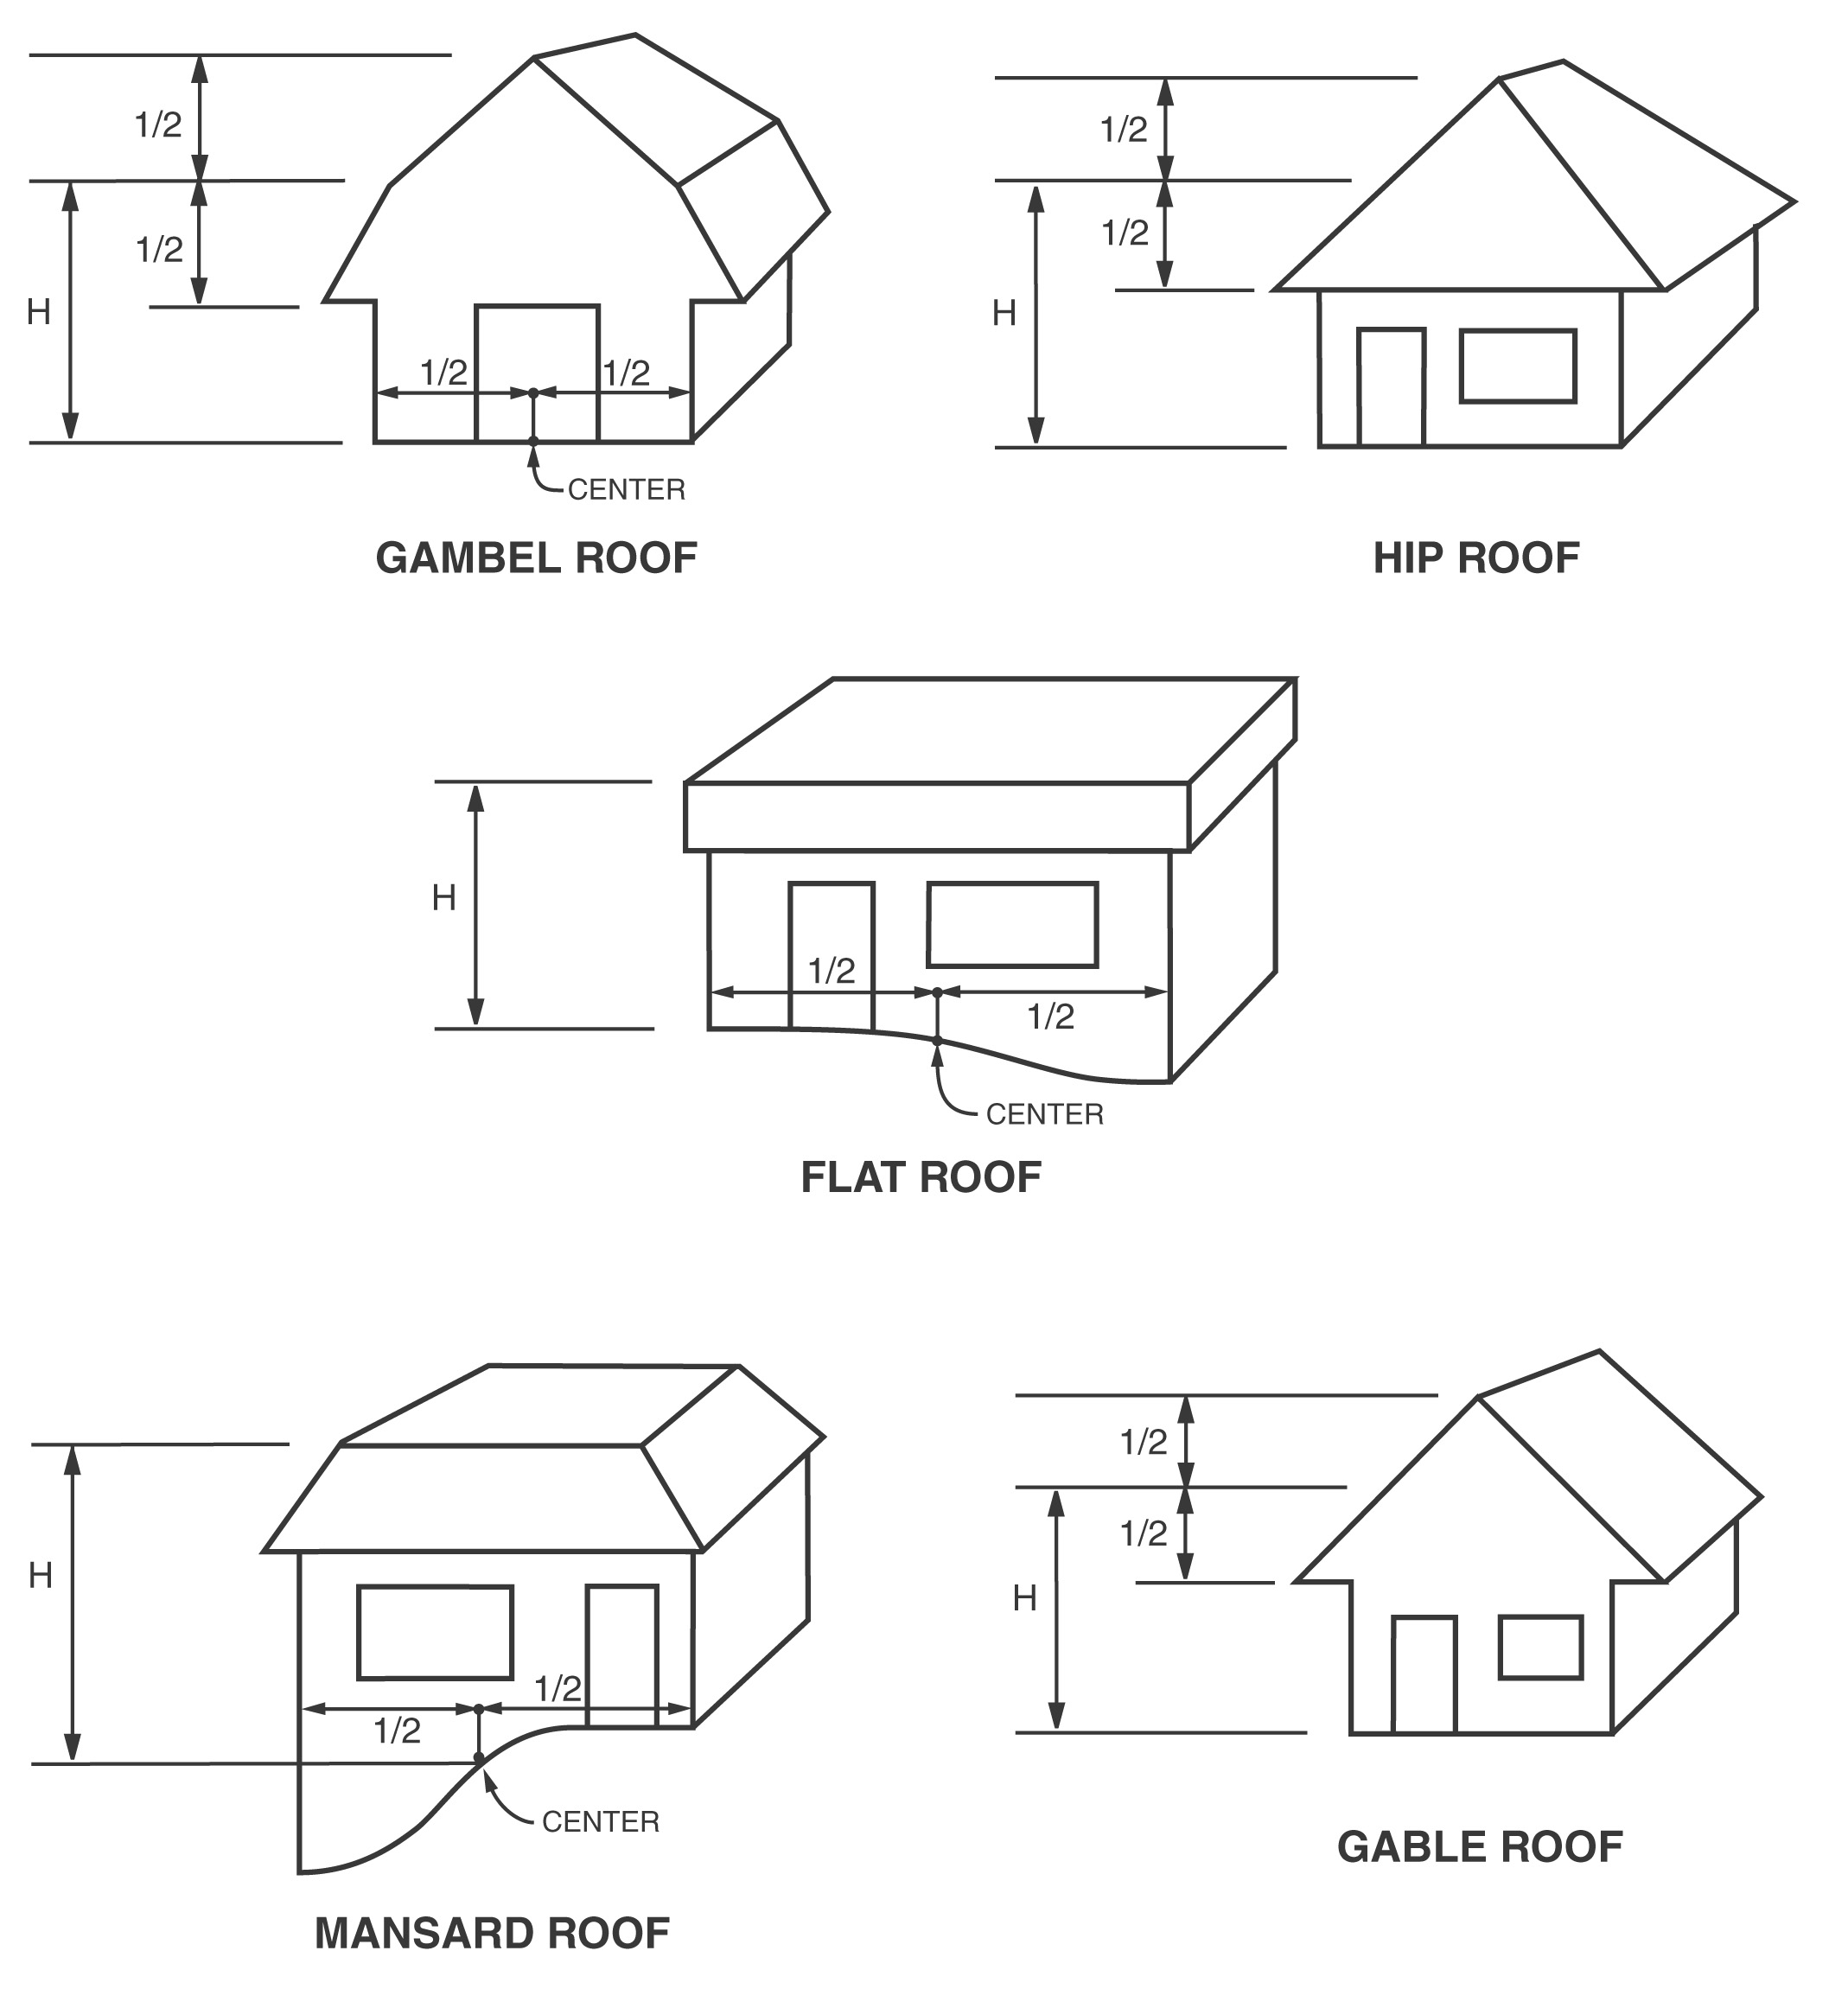 1/2
1/2
H
1/2
1/2
CENTER
GAMBEL ROOF
1/2
1/2
H
HIP ROOF
H
1/2
1/2
CENTER
FLAT ROOF
H
1/2
1/2
CENTER
MANSARD ROOF
1/2
1/2
H
GABLE ROOF